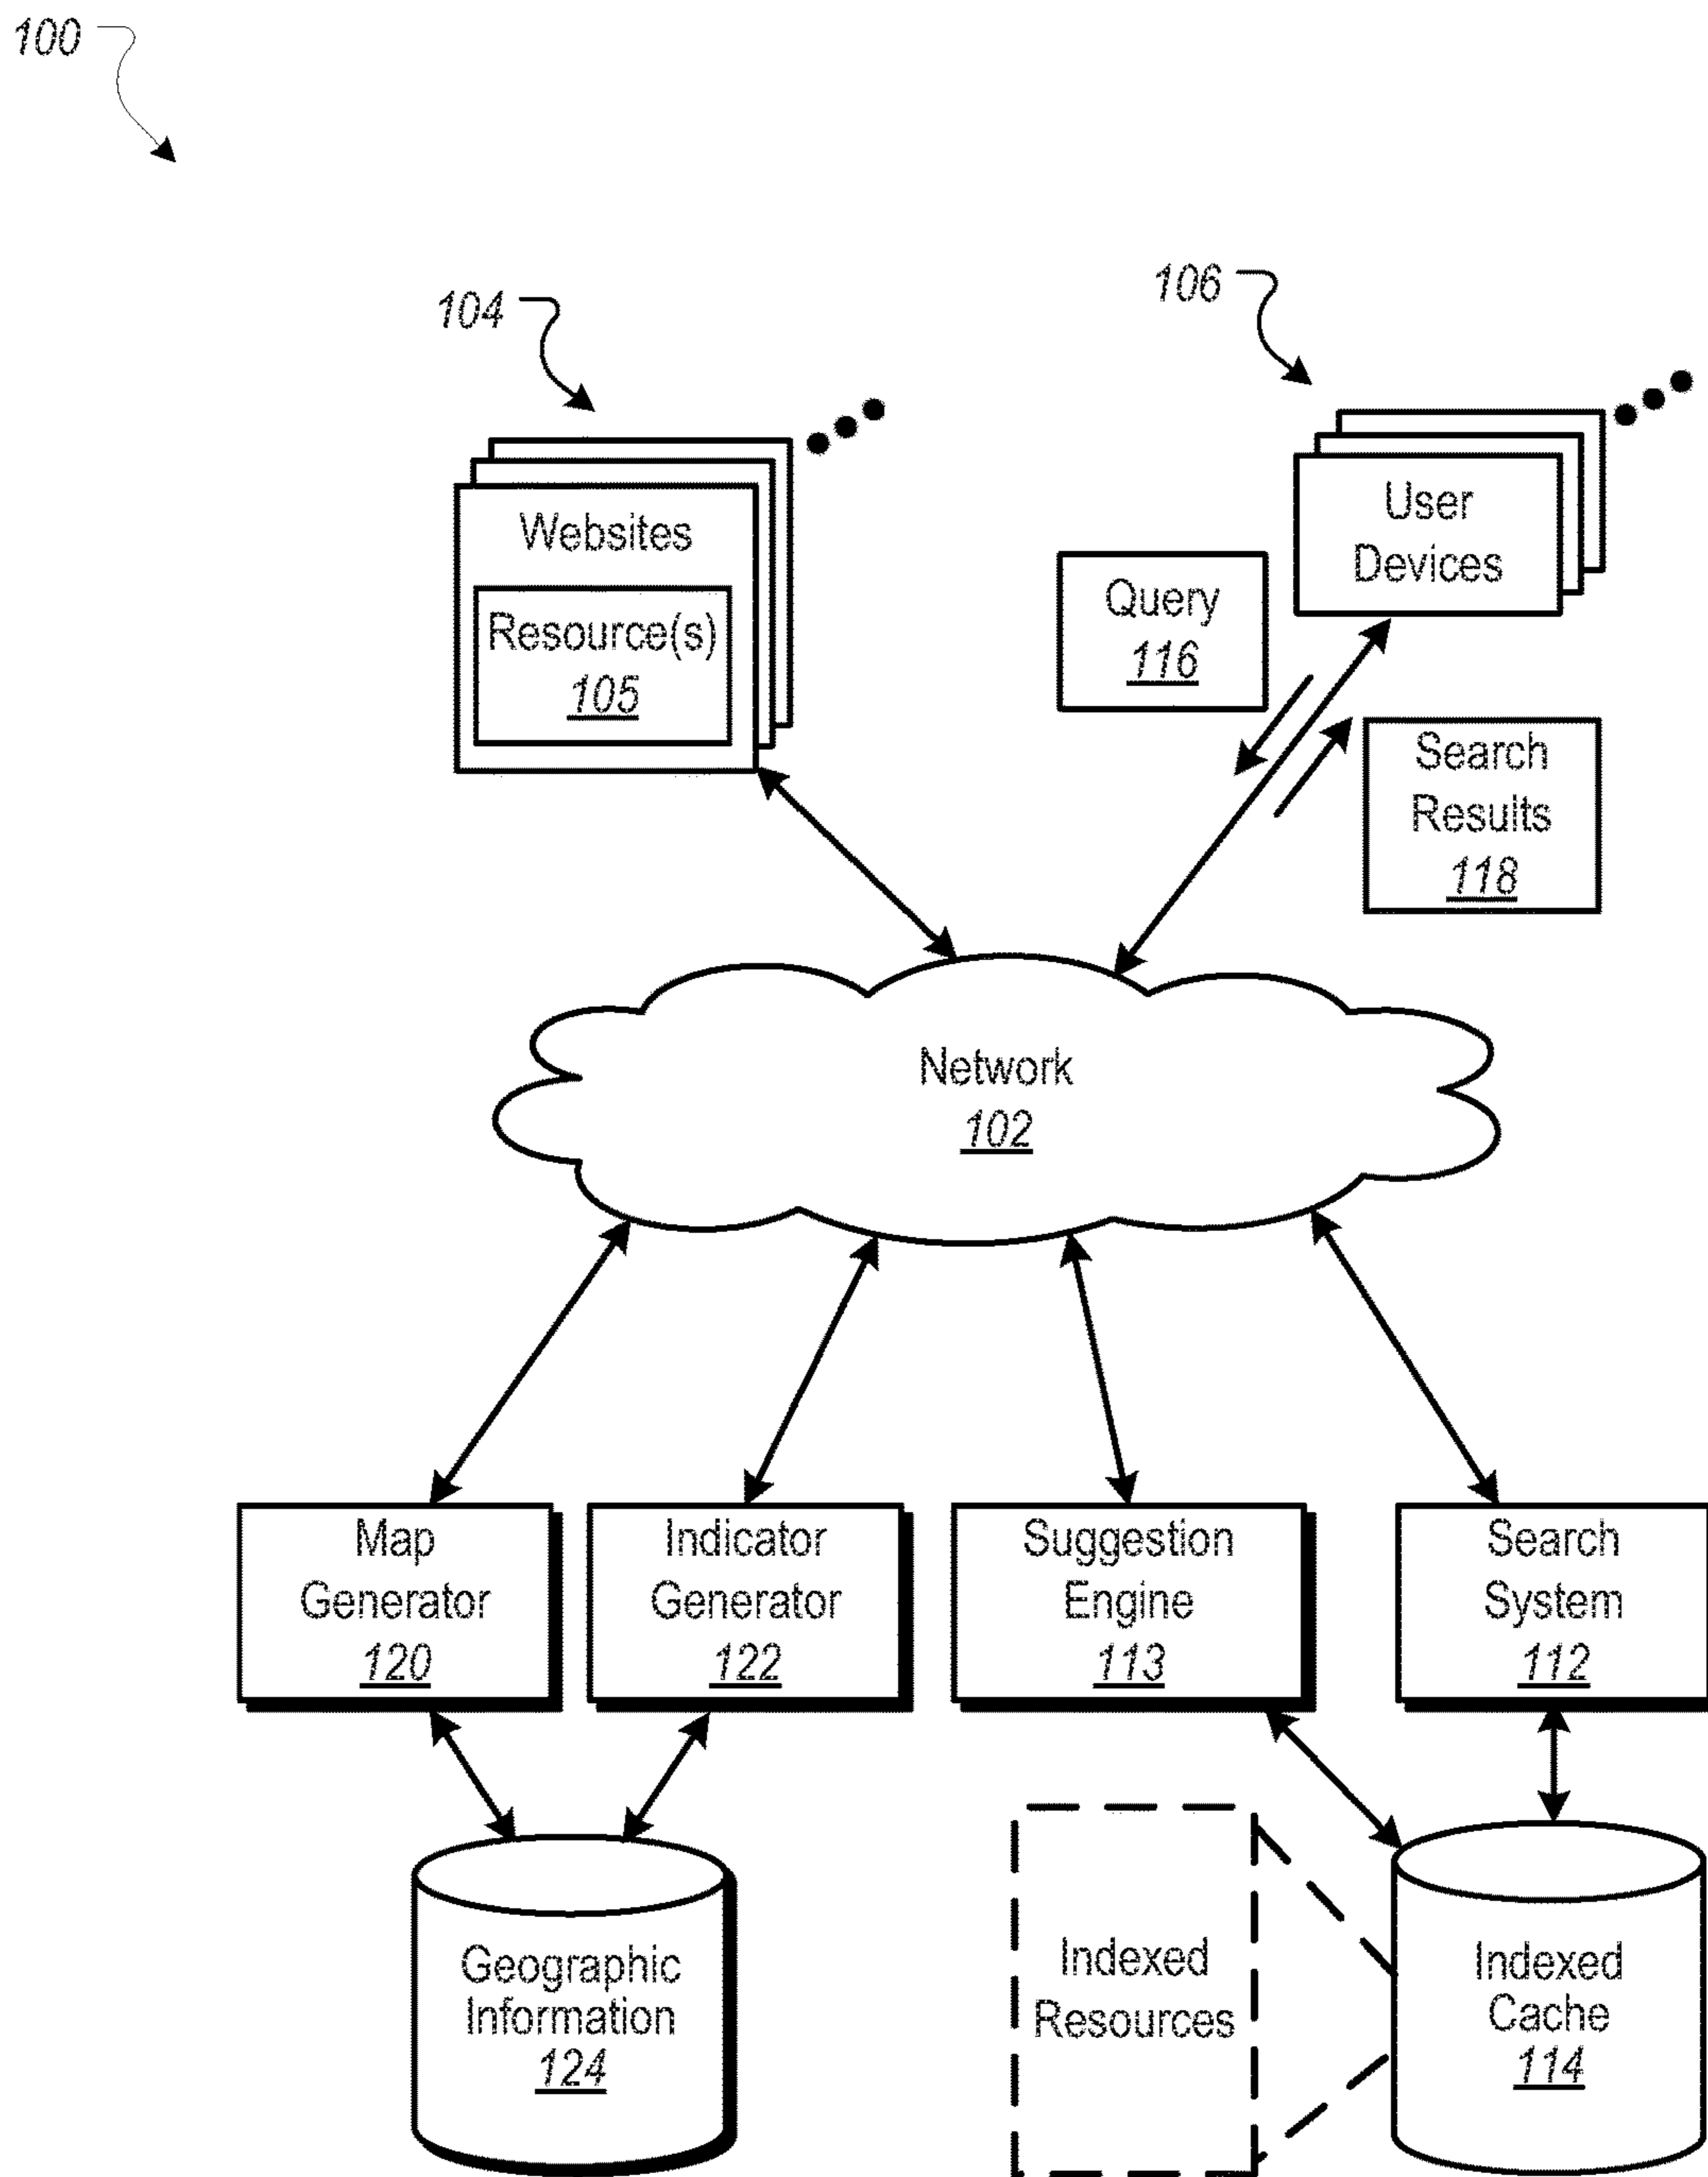 100
104
106
Websites
Resource(s)
105
User
Devices
Query
116
Search
Results
118
Network
102
Map
Generator
120
Indicator
Generator
122
Suggestion
Engine
113
Search
System
112
Geographic
Information
124
Indexed
Resources
Indexed
Cache
114